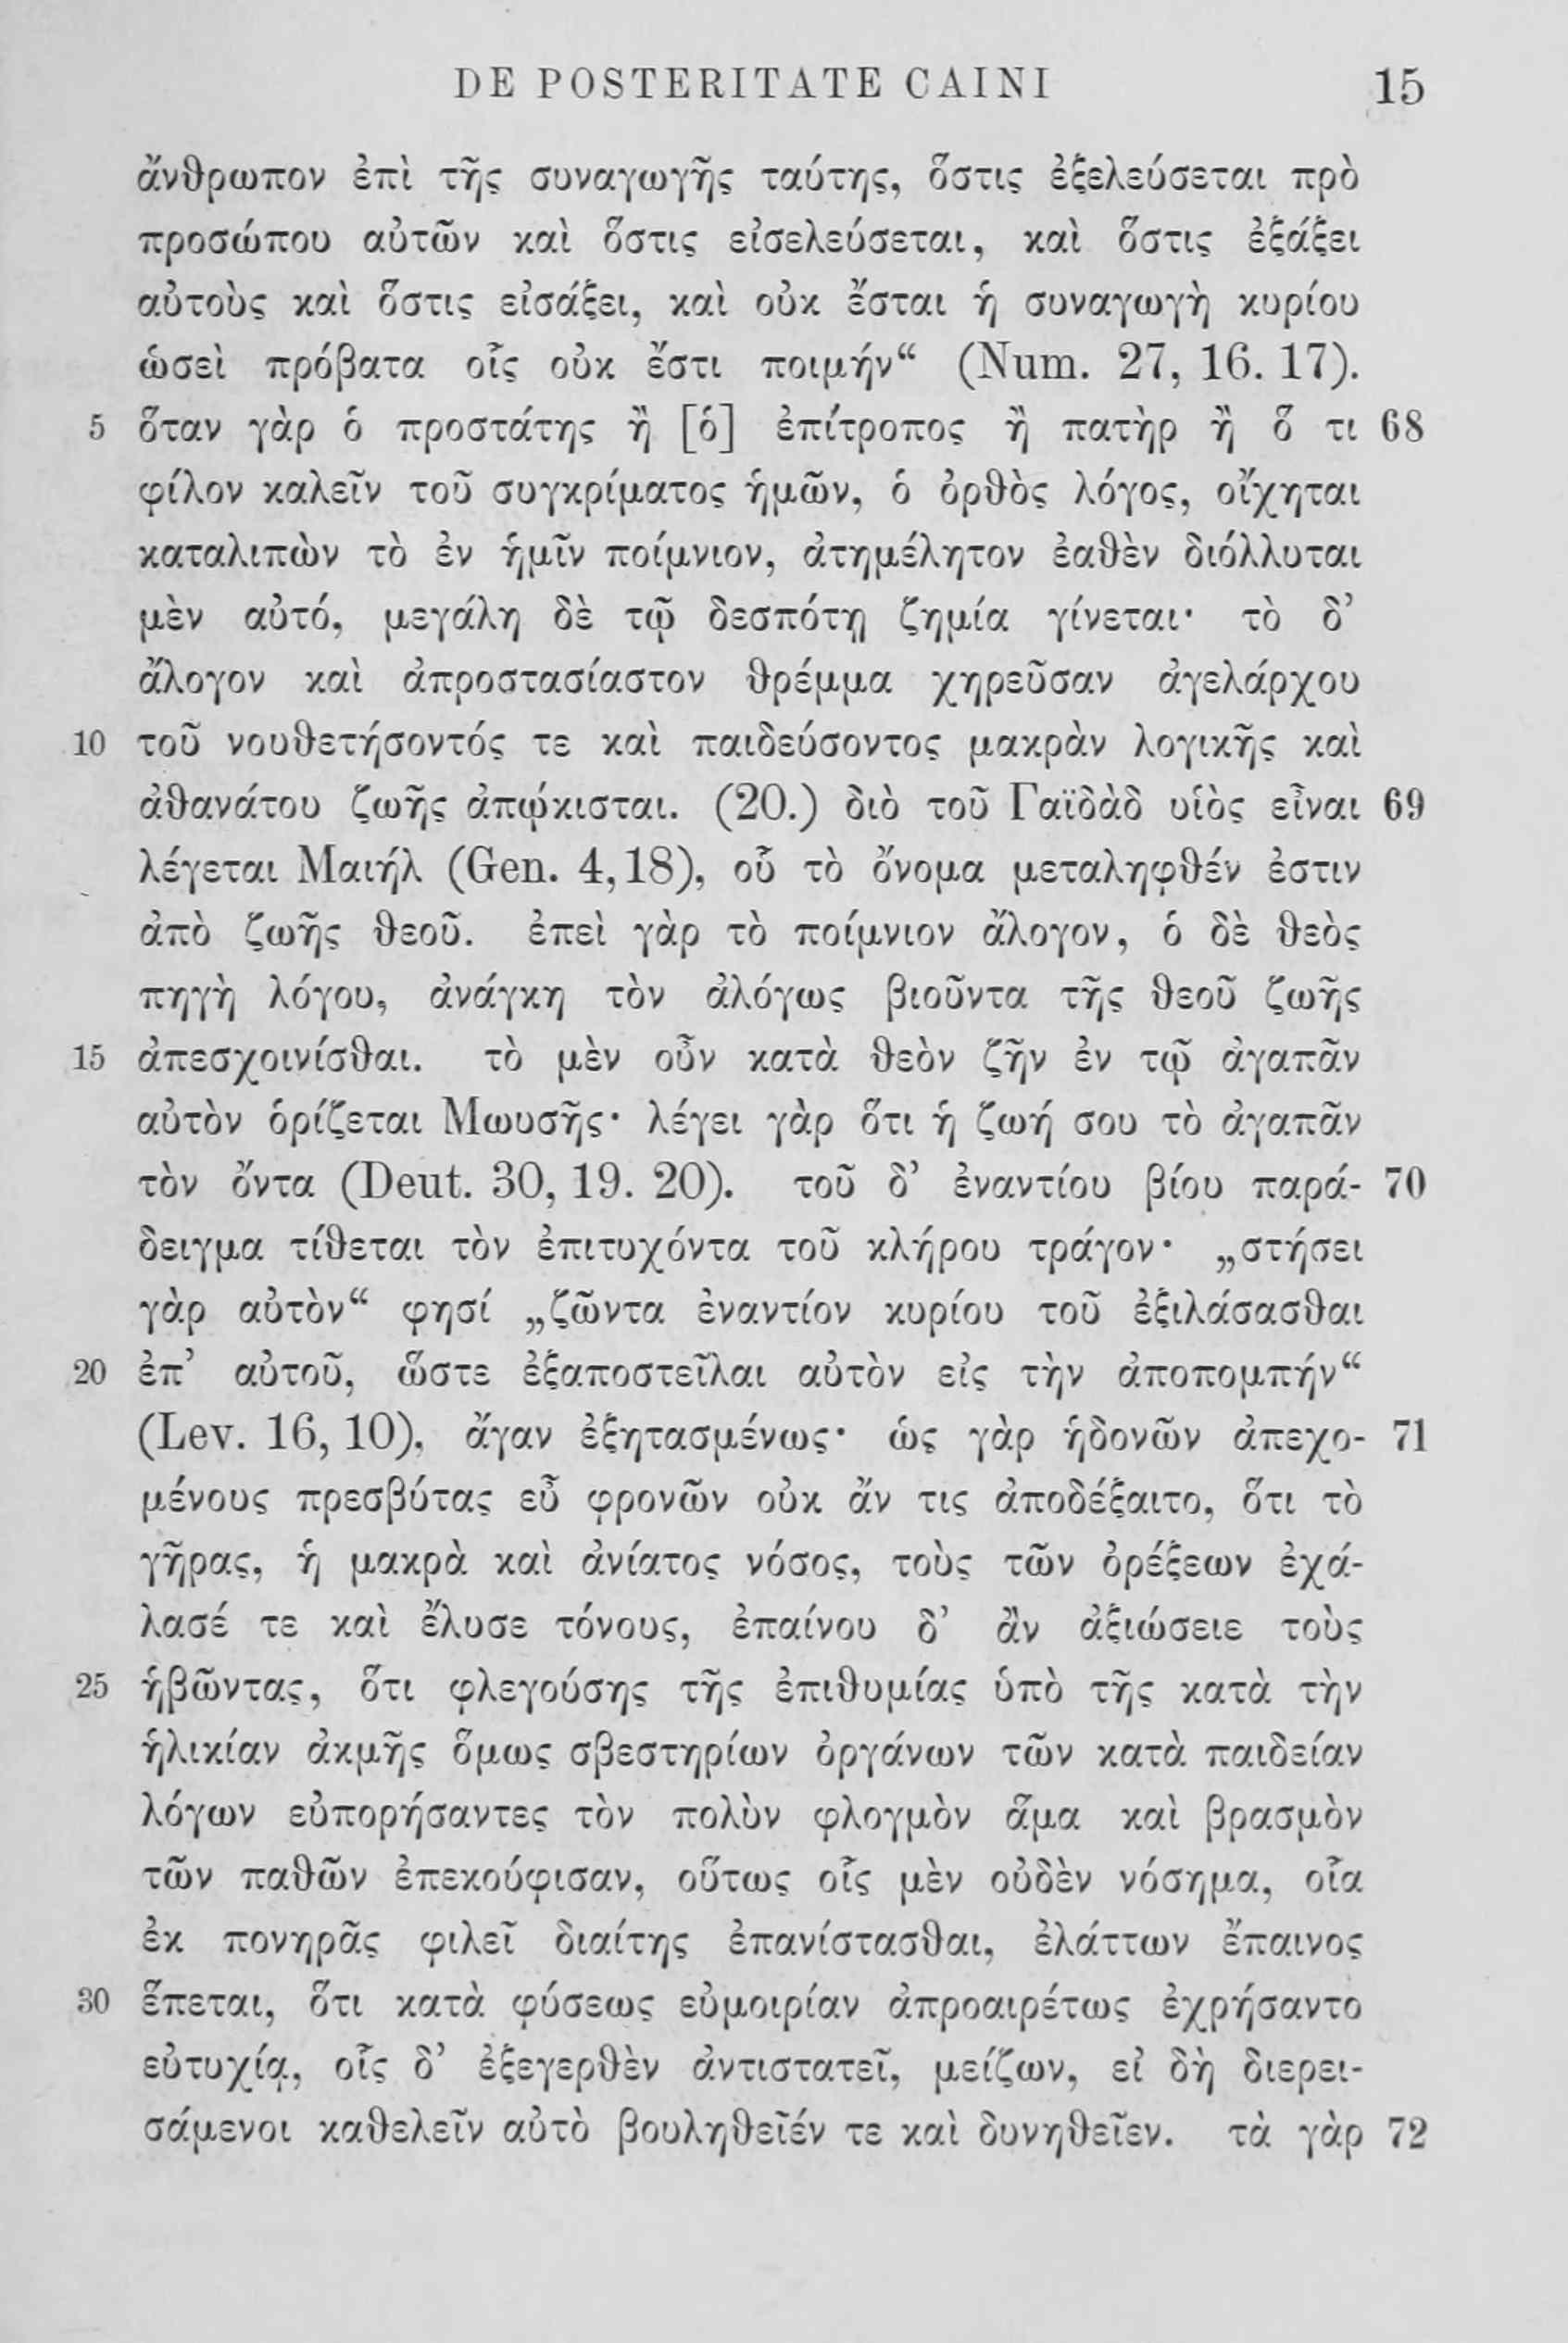 DE POSTERITATE CAINI 15
ἄνθρωπον ἐπὶ τῆς συναγωγῆς ταύτης, ὅστις ἐξελεύσεται πρὸ
προσώπου αὐτῶν καὶ ὅστις εἰσελεύσεται, καὶ ὅστις ἐξάξει
αὐτοὺς καὶ ὅστις εἰσάξει, καὶ οὐκ ἔσται ἡ συναγωγὴ κυρίου
ὡσεὶ πρόβατα οἷς οὐκ ἔστι ποιμήν“ (Num. 27, 16. 17).
5 ὅταν γὰρ ὁ προστάτης ἢ [ὁ] ἐπίτροπος ἢ πατὴρ ἢ ὅ τι 68
φίλον καλεῖν τοῦ συγκρίματος ἡμῶν, ὁ ὀρθὸς λόγος, οἴχηται
καταλιπὼν τὸ ἐν ἡμῖν ποίμνιον, ἀτημέλητον ἐαθὲν διόλλυται
μὲν αὐτό, μεγάλη δὲ τῷ δεσπότῃ ζημία γίνεται· τὸ δ’
ἄλογον καὶ ἀπροστασίαστον θρέμμα χηρεῦσαν ἀγελάρχου
10 τοῦ νουθετήσοντός τε καὶ παιδεύσοντος μακρὰν λογικῆς καὶ
ἀθανάτου ζωῆς ἀπῴκισται. (20.) διὸ τοῦ Γαϊδὰδ υἱὸς εἶναι 69
λέγεται Μαιήλ (Gen. 4,18), οὗ τὸ ὄνομα μεταληφθέν ἐστιν
ἀπὸ ζωῆς θεοῦ. ἐπεὶ γὰρ τὸ ποίμνιον ἄλογον, ὁ δὲ θεὸς
πηγὴ λόγου, ἀνάγκη τὸν ἀλόγως βιοῦντα τῆς θεοῦ ζωῆς
15 ἀπεσχοινίσθαι. τὸ μὲν οὖν κατὰ θεὸν ζῆν ἐν τῷ ἀγαπᾶν
αὐτὸν ὁρίζεται Μωυσῆς· λέγει γὰρ ὅτι ἡ ζωή σου τὸ ἀγαπᾶν
τὸν ὄντα (Deut. 30, 19. 20). τοῦ δ’ ἐναντίου βίου παρά- 70
δειγμα τίθεται τὸν ἐπιτυχόντα τοῦ κλήρου τράγον· „στήσει
γὰρ αὐτὸν“ φησί „ζῶντα ἐναντίον κυρίου τοῦ ἐξιλάσασθαι
20 ἐπ’ αὐτοῦ, ὥστε ἐξαποστεῖλαι αὐτὸν εἰς τὴν ἀποπομπήν“
(Lev. 16, 10), ἄγαν ἐξητασμένως· ὡς γὰρ ἡδονῶν ἀπεχο- 71
μένους πρεσβύτας εὖ φρονῶν οὐκ ἄν τις ἀποδέξαιτο, ὅτι τὸ
γῆρας, ἡ μακρὰ καὶ ἀνίατος νόσος, τοὺς τῶν ὀρέξεων ἐχά-
λασέ τε καὶ ἔλυσε τόνους, ἐπαίνου δ’ ἂν ἀξιώσειε τοὺς
25 ἡβῶντας, ὅτι φλεγούσης τῆς ἐπιθυμίας ὑπὸ τῆς κατὰ τὴν
ἡλικίαν ἀκμῆς ὅμως σβεστηρίων ὀργάνων τῶν κατὰ παιδείαν
λόγων εὐπορήσαντες τὸν πολὺν φλογμὸν ἅμα καὶ βρασμὸν
τῶν παθῶν ἐπεκούφισαν, οὕτως οἷς μὲν οὐδὲν νόσημα, οἷα
ἐκ πονηρᾶς φιλεῖ διαίτης ἐπανίστασθαι, ἐλάττων ἔπαινος
30 ἕπεται, ὅτι κατὰ φύσεως εὐμοιρίαν ἀπροαιρέτως ἐχρήσαντο
εὐτυχίᾳ, οἷς δ’ ἐξεγερθὲν ἀντιστατεῖ, μείζων, εἰ δὴ διερει-
σάμενοι καθελεῖν αὐτὸ βουληθεῖέν τε καὶ δυνηθεῖεν. τὰ γὰρ 72